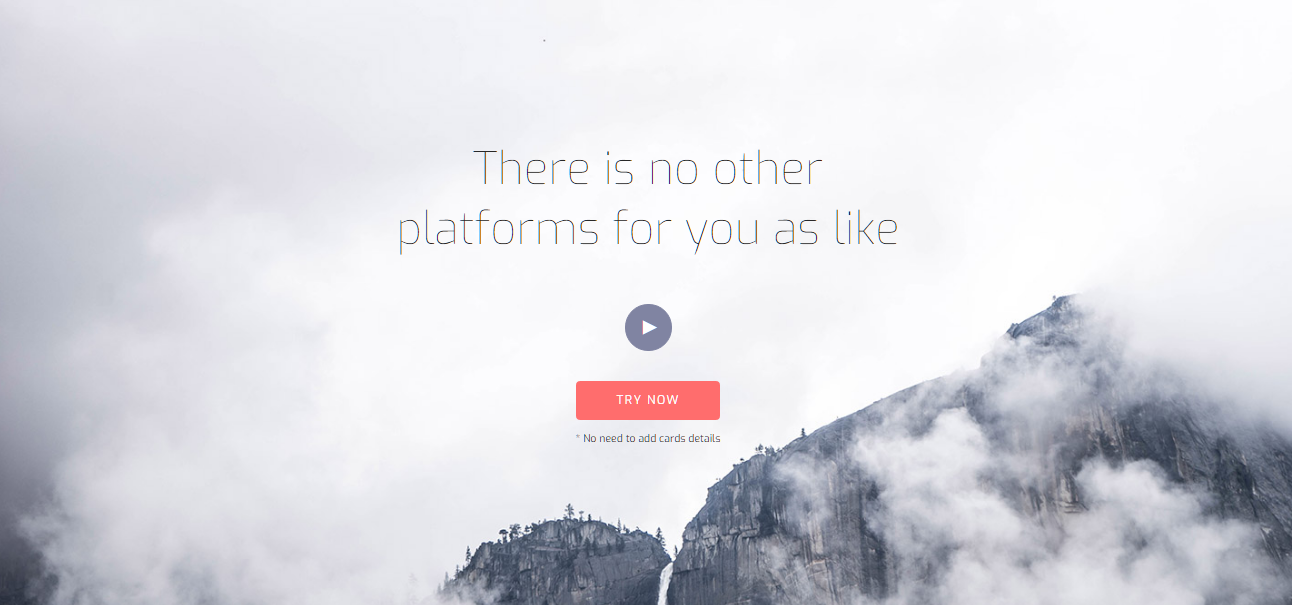 There is no other
platforms for you as like
TRY NOW
* No need to add cards details